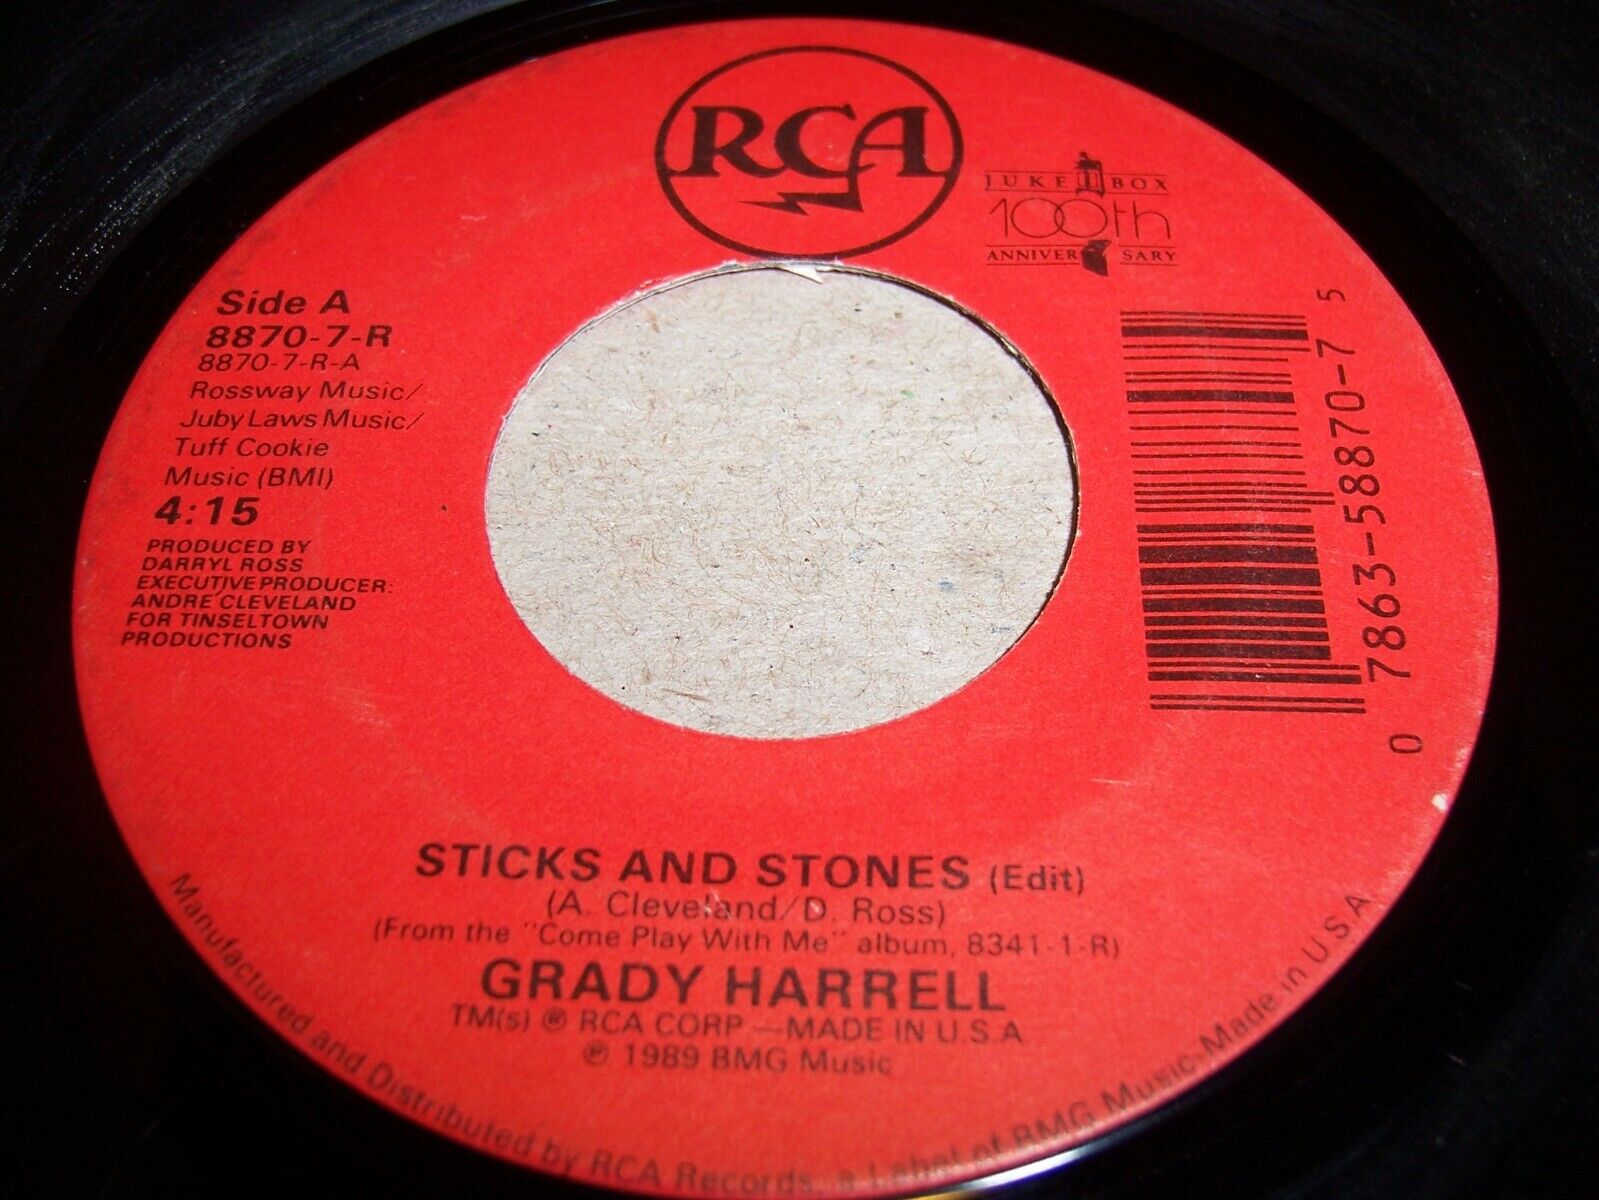 RCA
JUKE BOX
100th
ANNIVERSARY
Side A
8870-7-R
8870-7-R-A
Rossway Music/
Juby Laws Music/
Tuff Cookie
Music (BMI)
4:15
PRODUCED BY
DARRYL ROSS
EXECUTIVE PRODUCER:
ANDRE CLEVELAND
FOR TINSELTOWN
PRODUCTIONS
0 7863-58870-7 5
STICKS AND STONES (Edit)
(A. Cleveland/D. Ross)
(From the "Come Play With Me" album, 8341-1-R)
GRADY HARRELL
TM(s) ® RCA CORP —MADE IN U.S.A
℗ 1989 BMG Music
Manufactured and Distributed by RCA Records, a Label of BMG Music-Made in U.S.A